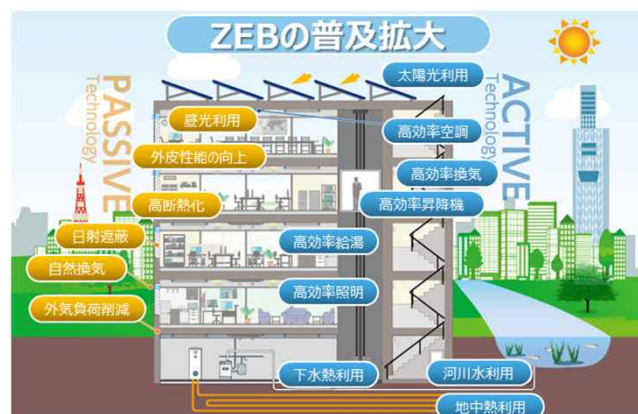 ZEBの普及拡大
PASSIVE
Technology
ACTIVE
Technology
太陽光利用
昼光利用
高効率空調
外皮性能の向上
高効率換気
高断熱化
高効率昇降機
日射遮蔽
高効率給湯
自然換気
高効率照明
外気負荷削減
下水熱利用
河川水利用
地中熱利用